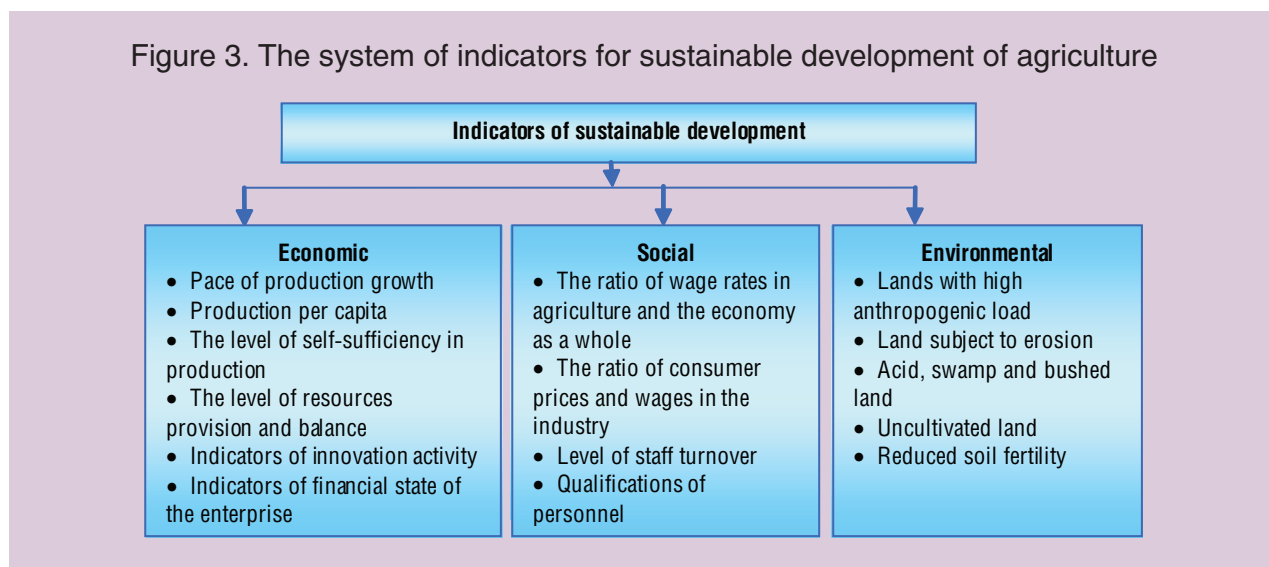 Figure 3. The system of indicators for sustainable development of agriculture
Indicators of sustainable development
Economic
• Pace of production growth
• Production per capita
• The level of self-sufficiency in
production
• The level of resources
provision and balance
• Indicators of innovation activity
• Indicators of financial state of
the enterprise
Social
• The ratio of wage rates in
agriculture and the economy
as a whole
• The ratio of consumer
prices and wages in the
industry
• Level of staff turnover
• Qualifications of
personnel
Environmental
• Lands with high
anthropogenic load
• Land subject to erosion
• Acid, swamp and bushed
land
• Uncultivated land
• Reduced soil fertility